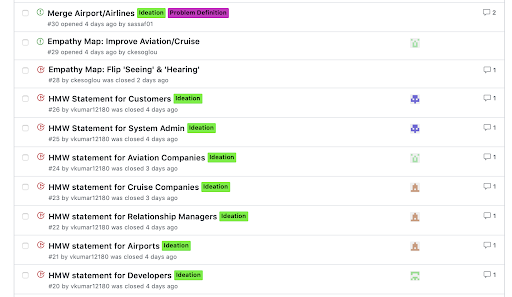 Merge Airport/Airlines Ideation Problem Definition 2
#30 opened 4 days ago by sassaf01
Empathy Map: Improve Aviation/Cruise
#29 opened 4 days ago by ckesoglou
Empathy Map: Flip 'Seeing' & 'Hearing' 1
#28 by ckesoglou was closed 2 days ago
HMW Statement for Customers Ideation 1
#26 by vkumar12180 was closed 4 days ago
HMW Statement for System Admin Ideation 1
#25 by vkumar12180 was closed 4 days ago
HMW statement for Aviation Companies Ideation 1
#24 by vkumar12180 was closed 3 days ago
HMW statement for Cruise Companies Ideation 1
#23 by vkumar12180 was closed 3 days ago
HMW statement for Relationship Managers Ideation 1
#22 by vkumar12180 was closed 4 days ago
HMW statement for Airports Ideation 1
#21 by vkumar12180 was closed 4 days ago
HMW statement for Developers Ideation 1
#20 by vkumar12180 was closed 4 days ago